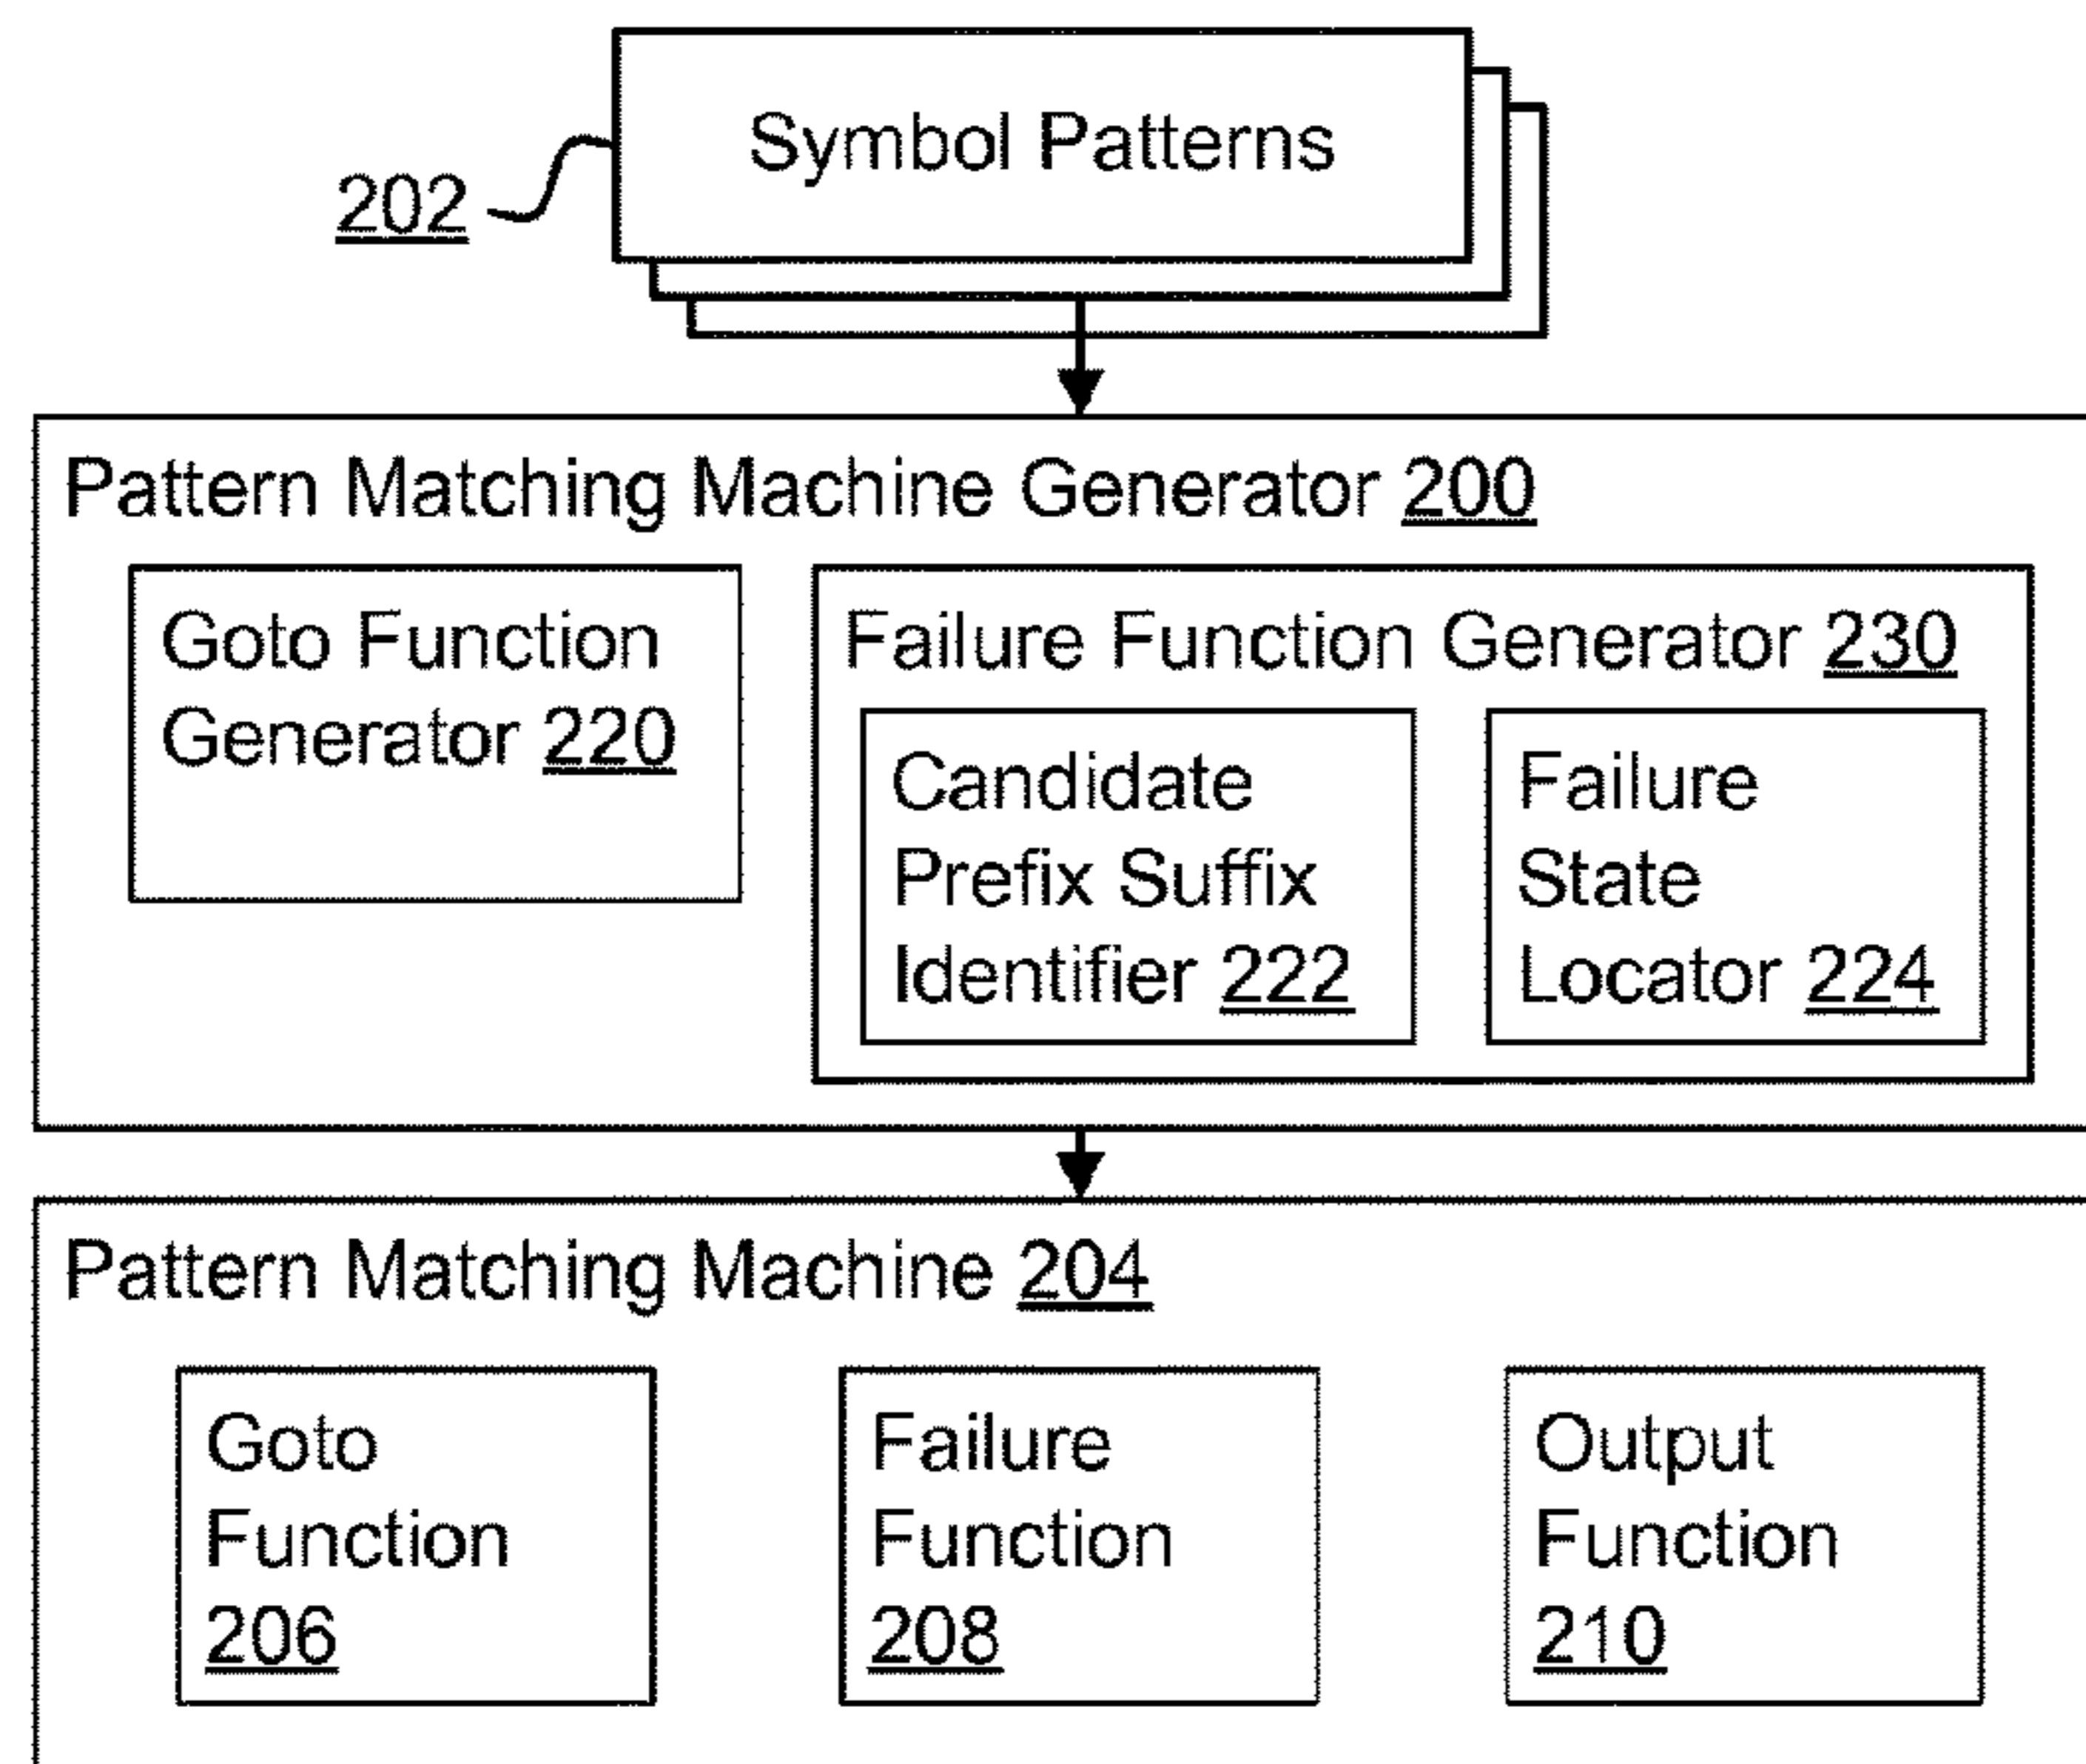 Symbol Patterns
202
Pattern Matching Machine Generator 200
Goto Function
Generator 220
Failure Function Generator 230
Candidate
Prefix Suffix
Identifier 222
Failure
State
Locator 224
Pattern Matching Machine 204
Goto
Function
206
Failure
Function
208
Output
Function
210